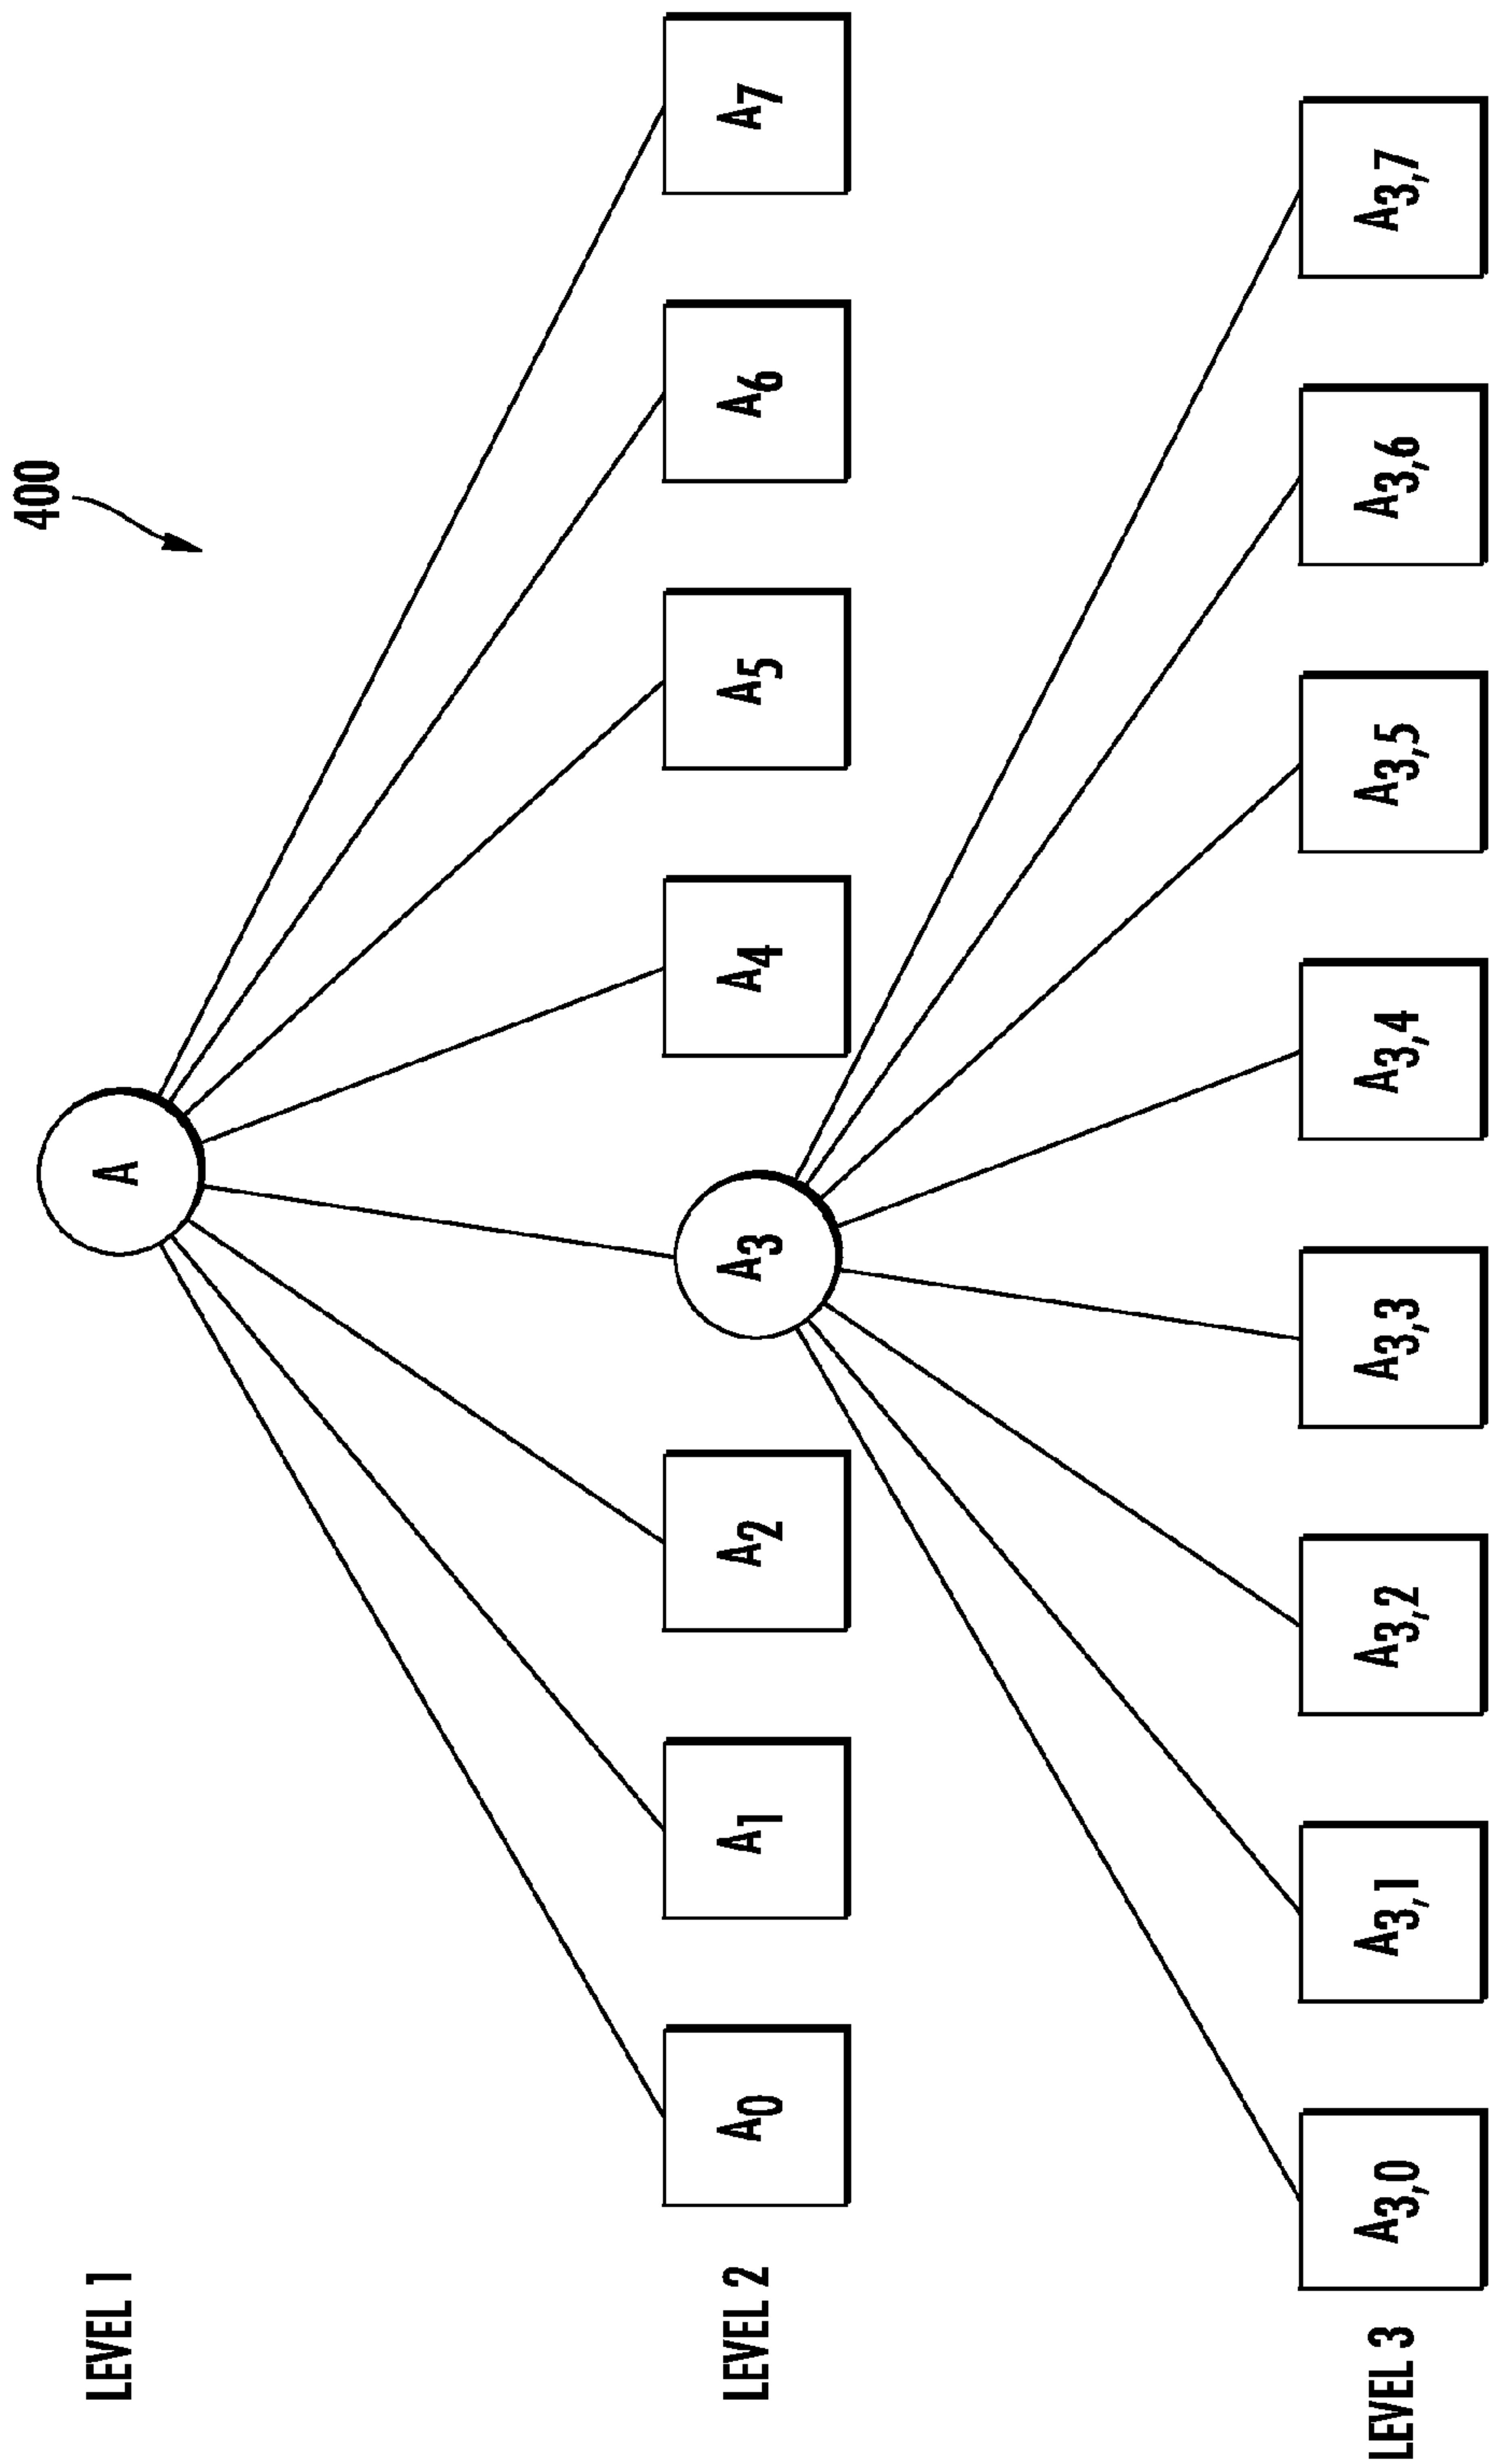 400
LEVEL 1
A
LEVEL 2
A0
A1
A2
A3
A4
A5
A6
A7
LEVEL 3
A3,0
A3,1
A3,2
A3,3
A3,4
A3,5
A3,6
A3,7